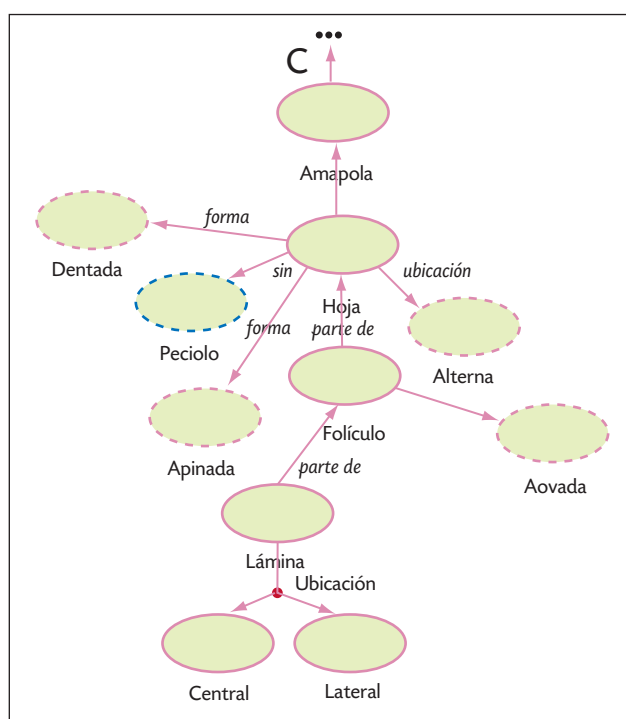 •••
C
Amapola
forma
Dentada
sin
ubicación
Peciolo
Hoja
forma
parte de
Alterna
Apinada
Folículo
Aovada
parte de
Lámina
Ubicación
Central
Lateral